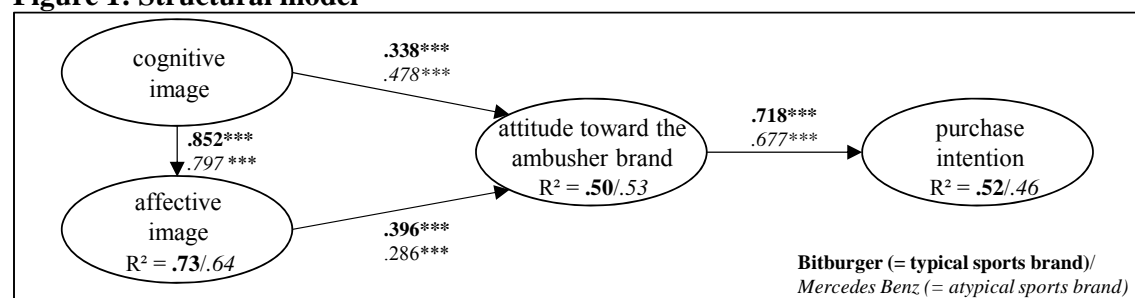 Figure 1: Structural model
cognitive
image
.338***
.478***
.852***
.797 ***
attitude toward the
ambusher brand
R² = .50/.53
.718***
.677***
purchase
intention
R² = .52/.46
affective
image
R² = .73/.64
.396***
.286***
Bitburger (= typical sports brand)/
Mercedes Benz (= atypical sports brand)